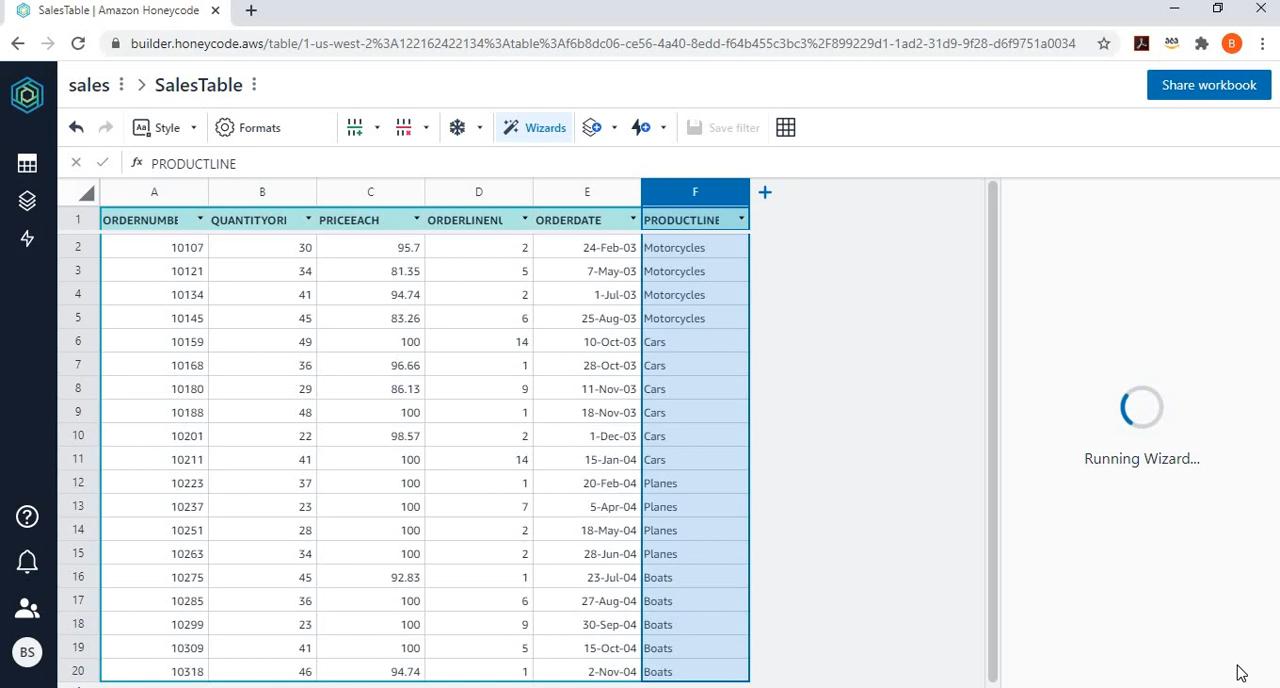 SalesTable | Amazon Honeycode
builder.honeycode.aws/table/1-us-west-2%3A122162422134%3Atable%3Af6b8dc06-ce56-4a40-8edd-f64b455c3bc3%2F899229d1-1ad2-31d9-9f28-d6f9751a0034
aws
B
sales > SalesTable
Share workbook
Aa Style Formats Wizards Save filter
fx PRODUCTLINE
A B C D E F
1 ORDERNUMBE QUANTITYORI PRICEEACH ORDERLINENU ORDERDATE PRODUCTLINE
2 10107 30 95.7 2 24-Feb-03 Motorcycles
3 10121 34 81.35 5 7-May-03 Motorcycles
4 10134 41 94.74 2 1-Jul-03 Motorcycles
5 10145 45 83.26 6 25-Aug-03 Motorcycles
6 10159 49 100 14 10-Oct-03 Cars
7 10168 36 96.66 1 28-Oct-03 Cars
8 10180 29 86.13 9 11-Nov-03 Cars
9 10188 48 100 1 18-Nov-03 Cars
10 10201 22 98.57 2 1-Dec-03 Cars
11 10211 41 100 14 15-Jan-04 Cars
12 10223 37 100 1 20-Feb-04 Planes
13 10237 23 100 7 5-Apr-04 Planes
14 10251 28 100 2 18-May-04 Planes
15 10263 34 100 2 28-Jun-04 Planes
16 10275 45 92.83 1 23-Jul-04 Boats
17 10285 36 100 6 27-Aug-04 Boats
18 10299 23 100 9 30-Sep-04 Boats
19 10309 41 100 5 15-Oct-04 Boats
20 10318 46 94.74 1 2-Nov-04 Boats
Running Wizard...
BS